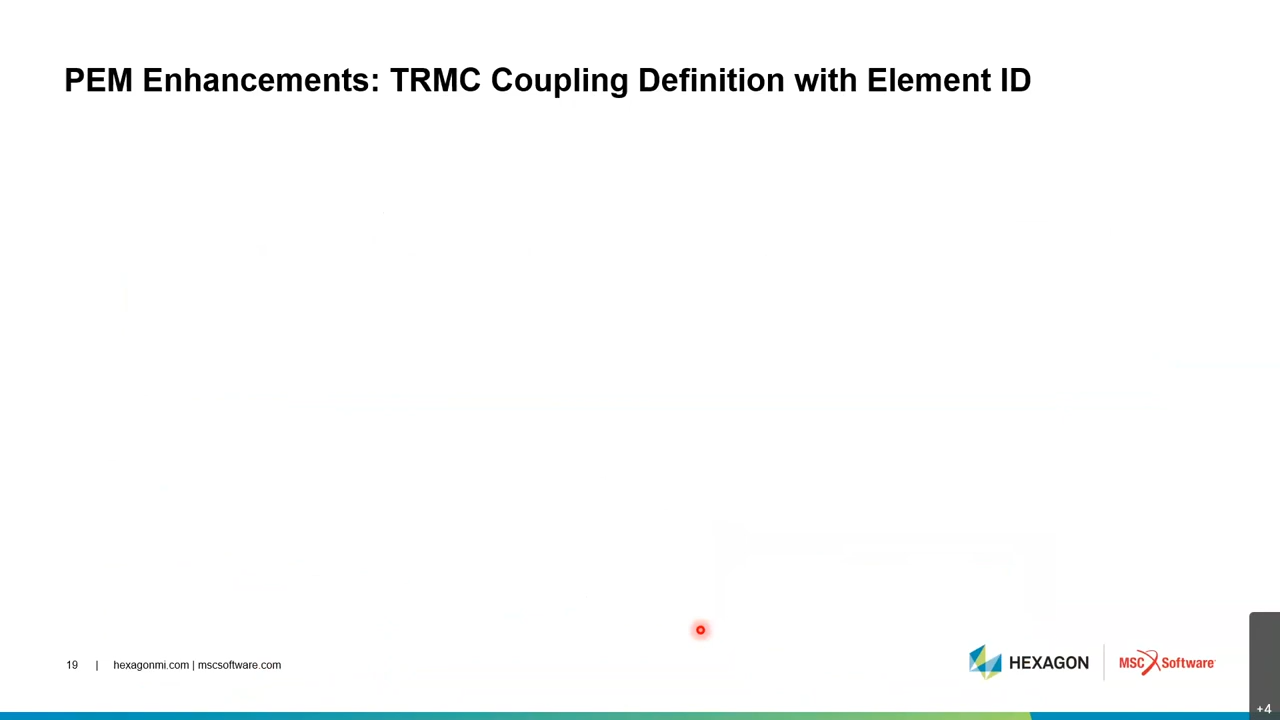 PEM Enhancements: TRMC Coupling Definition with Element ID
19 | hexagonmi.com | mscsoftware.com
HEXAGON
MSC Software
+4